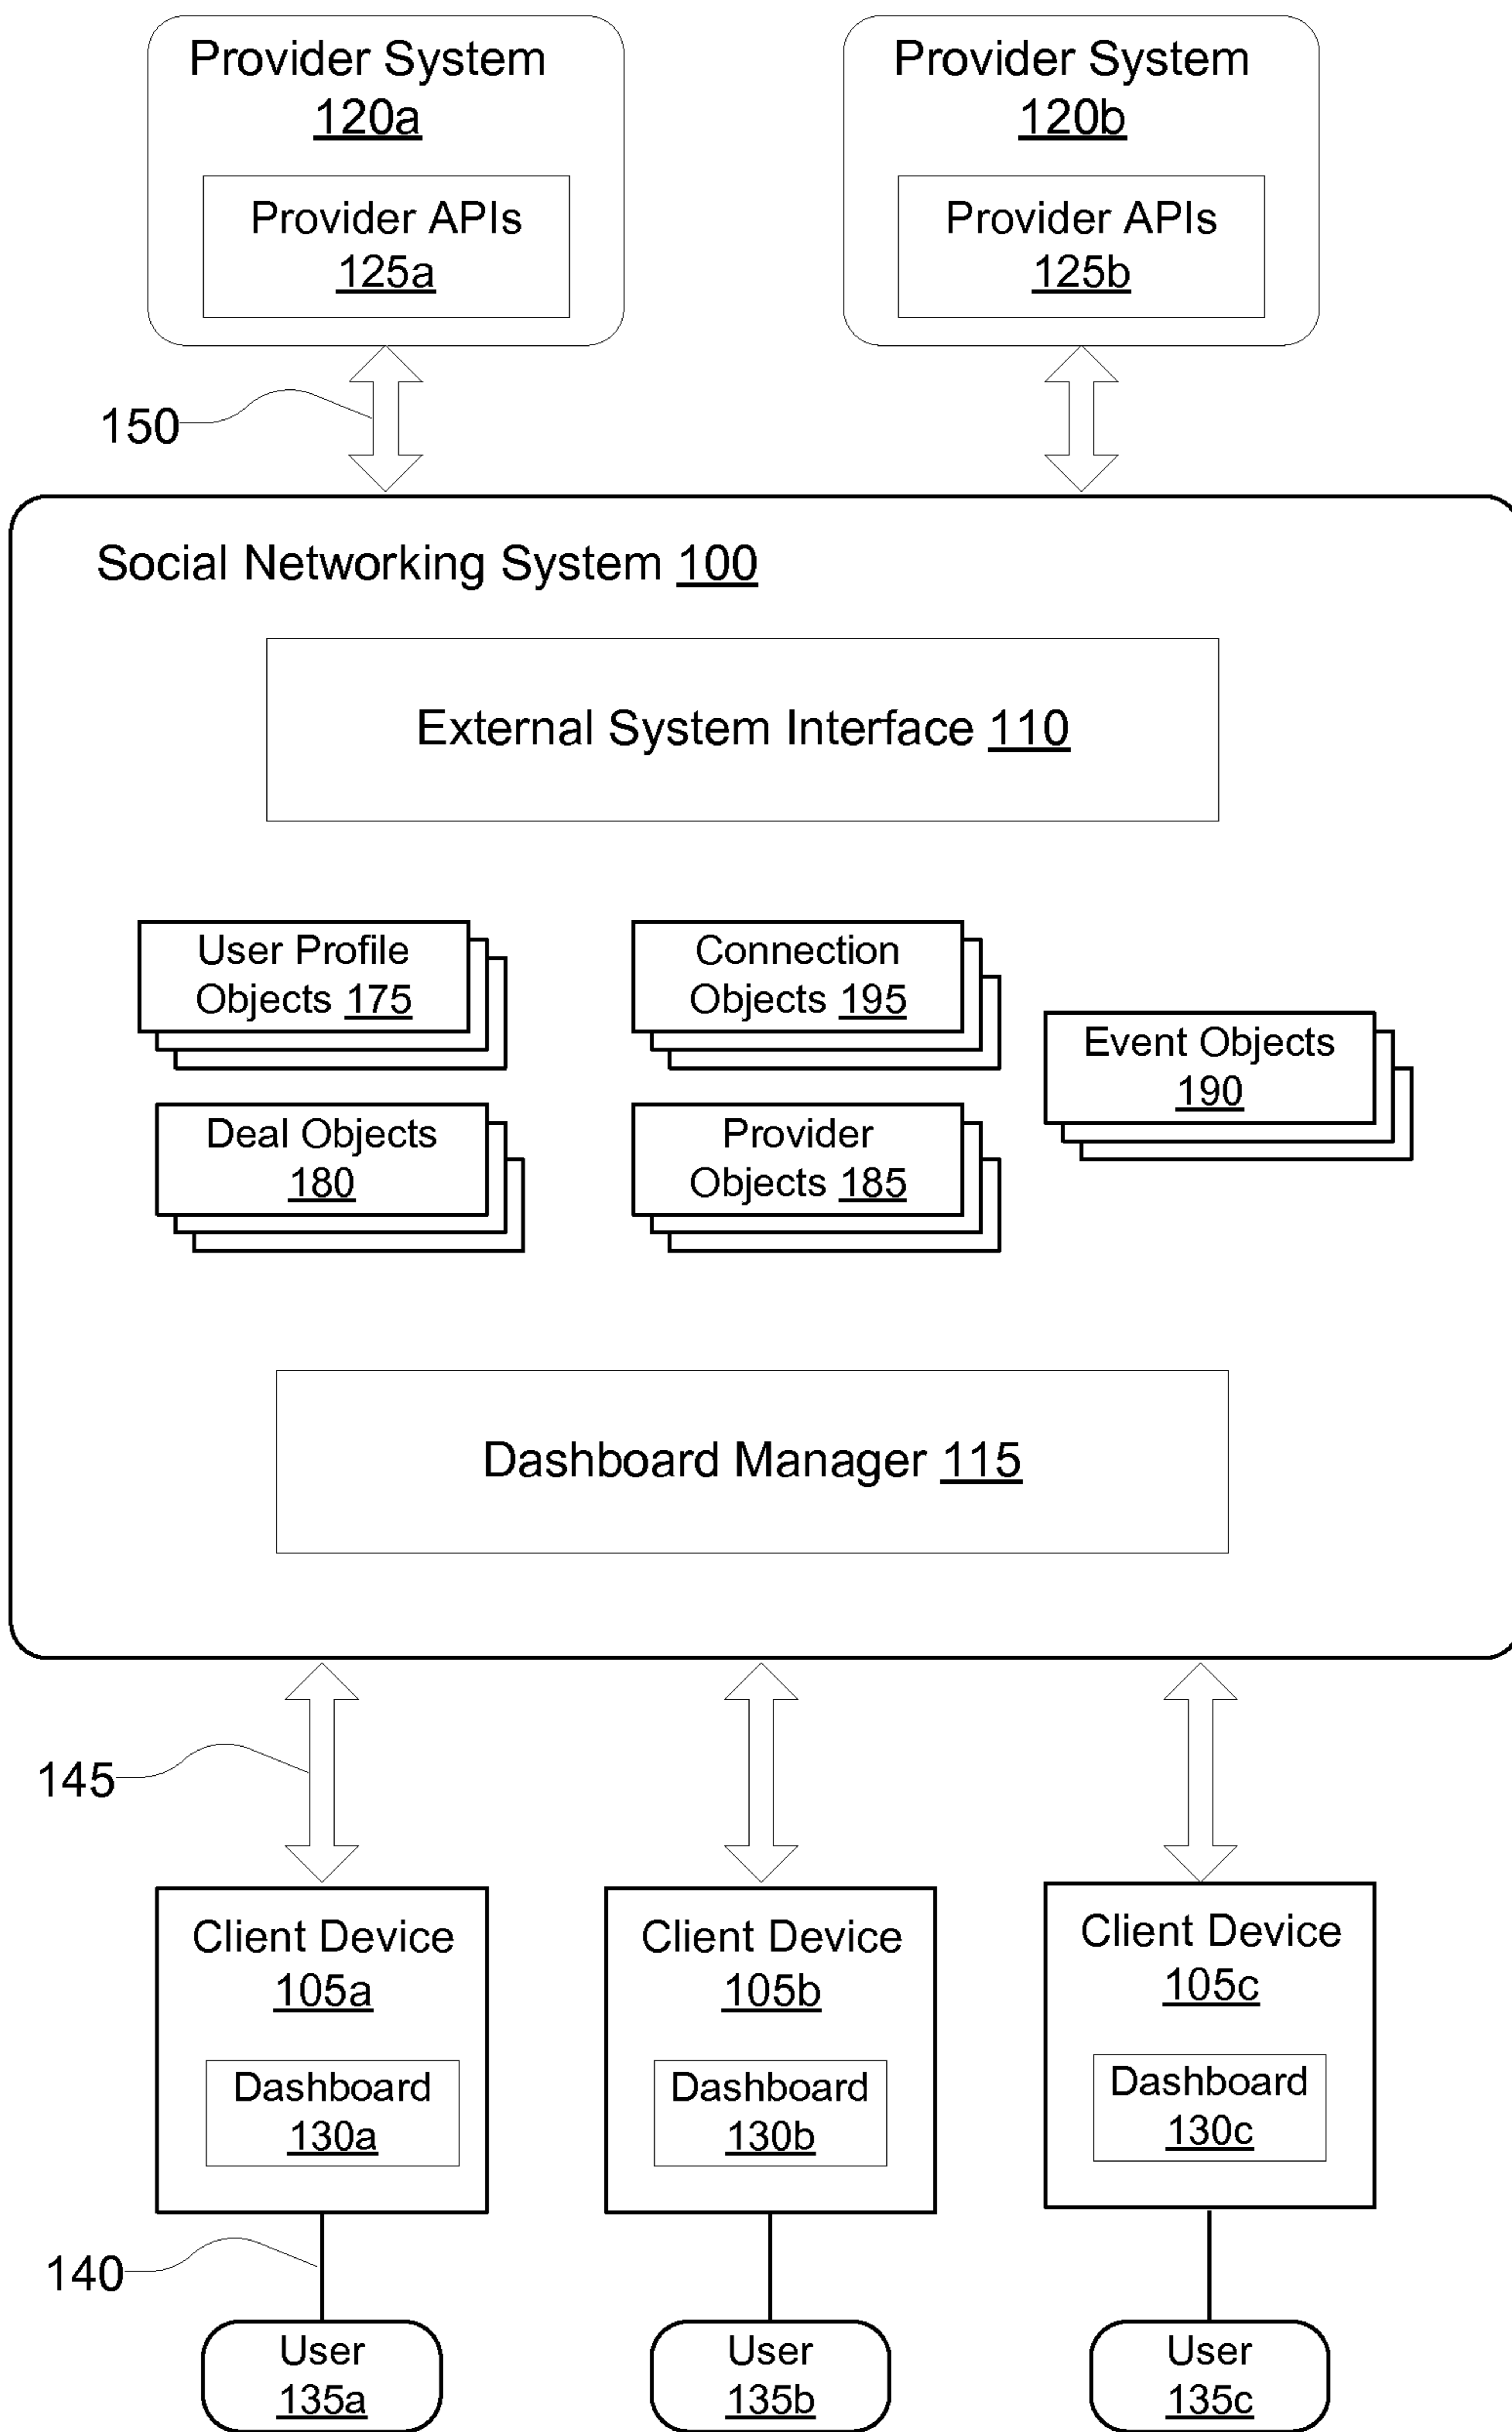 Provider System
120a
Provider APIs
125a
Provider System
120b
Provider APIs
125b
150
Social Networking System 100
External System Interface 110
User Profile
Objects 175
Connection
Objects 195
Event Objects
190
Deal Objects
180
Provider
Objects 185
Dashboard Manager 115
145
Client Device
105a
Dashboard
130a
Client Device
105b
Dashboard
130b
Client Device
105c
Dashboard
130c
140
User
135a
User
135b
User
135c